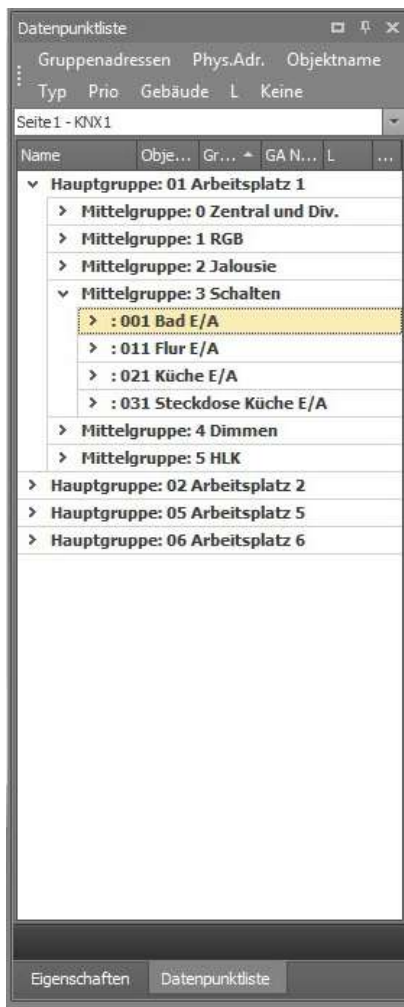 Datenpunktliste
Gruppenadressen Phys.Adr. Objektname
Typ Prio Gebäude L Keine
Seite1 - KNX1
Name Obje... Gr... GA N... L ...
Hauptgruppe: 01 Arbeitsplatz 1
Mittelgruppe: 0 Zentral und Div.
Mittelgruppe: 1 RGB
Mittelgruppe: 2 Jalousie
Mittelgruppe: 3 Schalten
: 001 Bad E/A
: 011 Flur E/A
: 021 Küche E/A
: 031 Steckdose Küche E/A
Mittelgruppe: 4 Dimmen
Mittelgruppe: 5 HLK
Hauptgruppe: 02 Arbeitsplatz 2
Hauptgruppe: 05 Arbeitsplatz 5
Hauptgruppe: 06 Arbeitsplatz 6
Eigenschaften Datenpunktliste